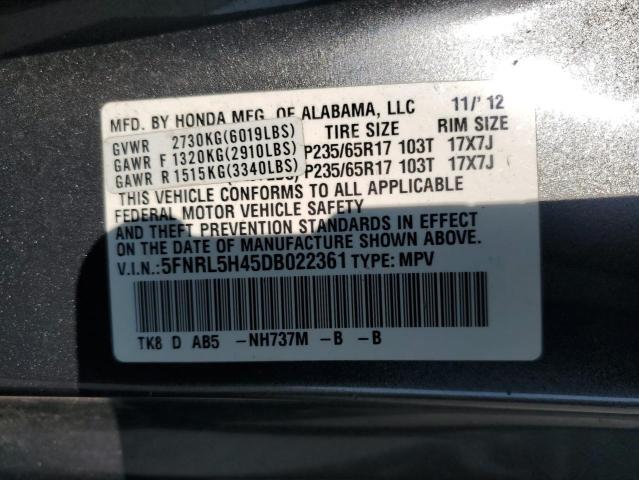 MFD. BY HONDA MFG. OF ALABAMA, LLC 11/'12
TIRE SIZE RIM SIZE
GVWR 2730KG(6019LBS)
GAWR F 1320KG(2910LBS) P235/65R17 103T 17X7J
GAWR R 1515KG(3340LBS) P235/65R17 103T 17X7J
THIS VEHICLE CONFORMS TO ALL APPLICABLE
FEDERAL MOTOR VEHICLE SAFETY
AND THEFT PREVENTION STANDARDS IN EFFECT
ON THE DATE OF MANUFACTURE SHOWN ABOVE.
V.I.N.:5FNRL5H45DB022361 TYPE: MPV
TK8 D AB5 -NH737M -B -B